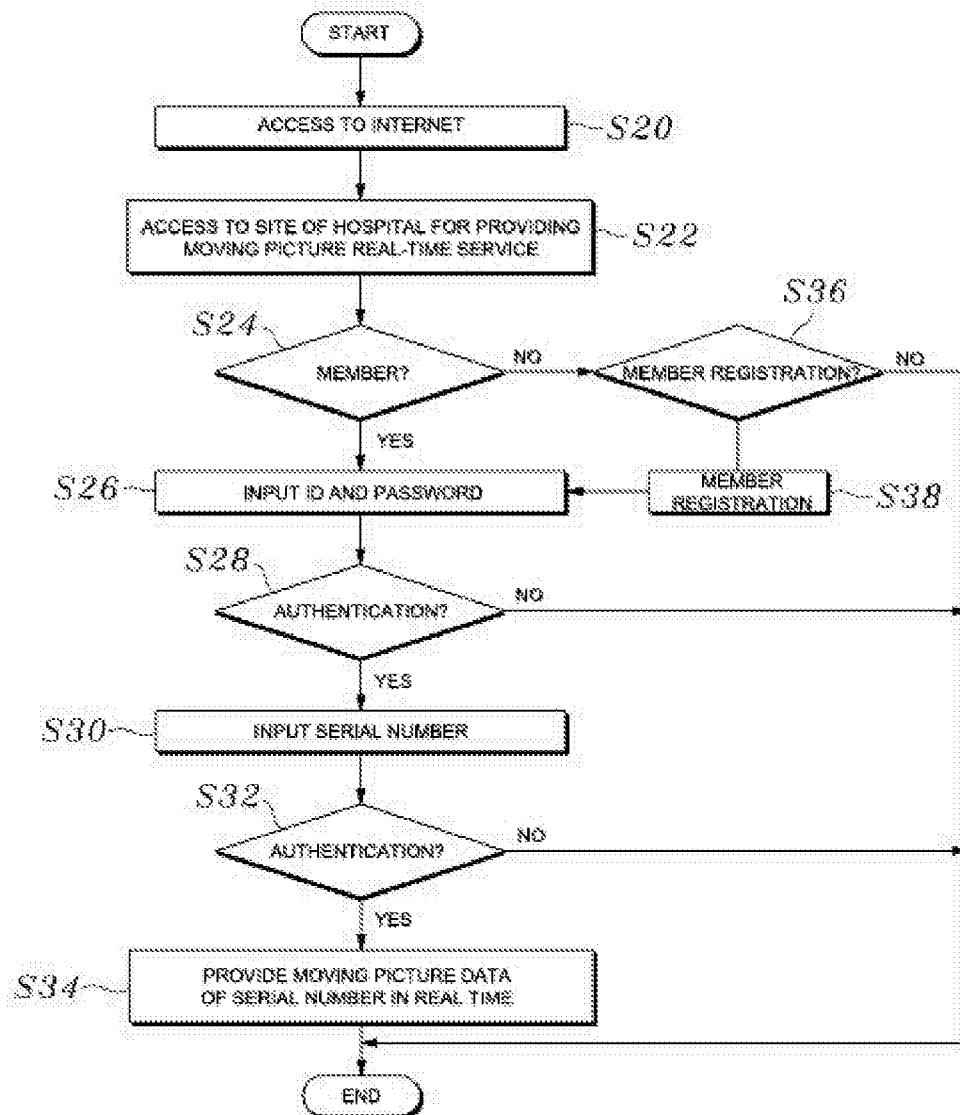 START
ACCESS TO INTERNET
S20
ACCESS TO SITE OF HOSPITAL FOR PROVIDING
MOVING PICTURE REAL-TIME SERVICE
S22
S24
MEMBER?
NO
S36
MEMBER REGISTRATION?
NO
YES
S26
INPUT ID AND PASSWORD
MEMBER
REGISTRATION
S38
S28
AUTHENTICATION?
NO
YES
S30
INPUT SERIAL NUMBER
S32
AUTHENTICATION?
NO
YES
S34
PROVIDE MOVING PICTURE DATA
OF SERIAL NUMBER IN REAL TIME
END